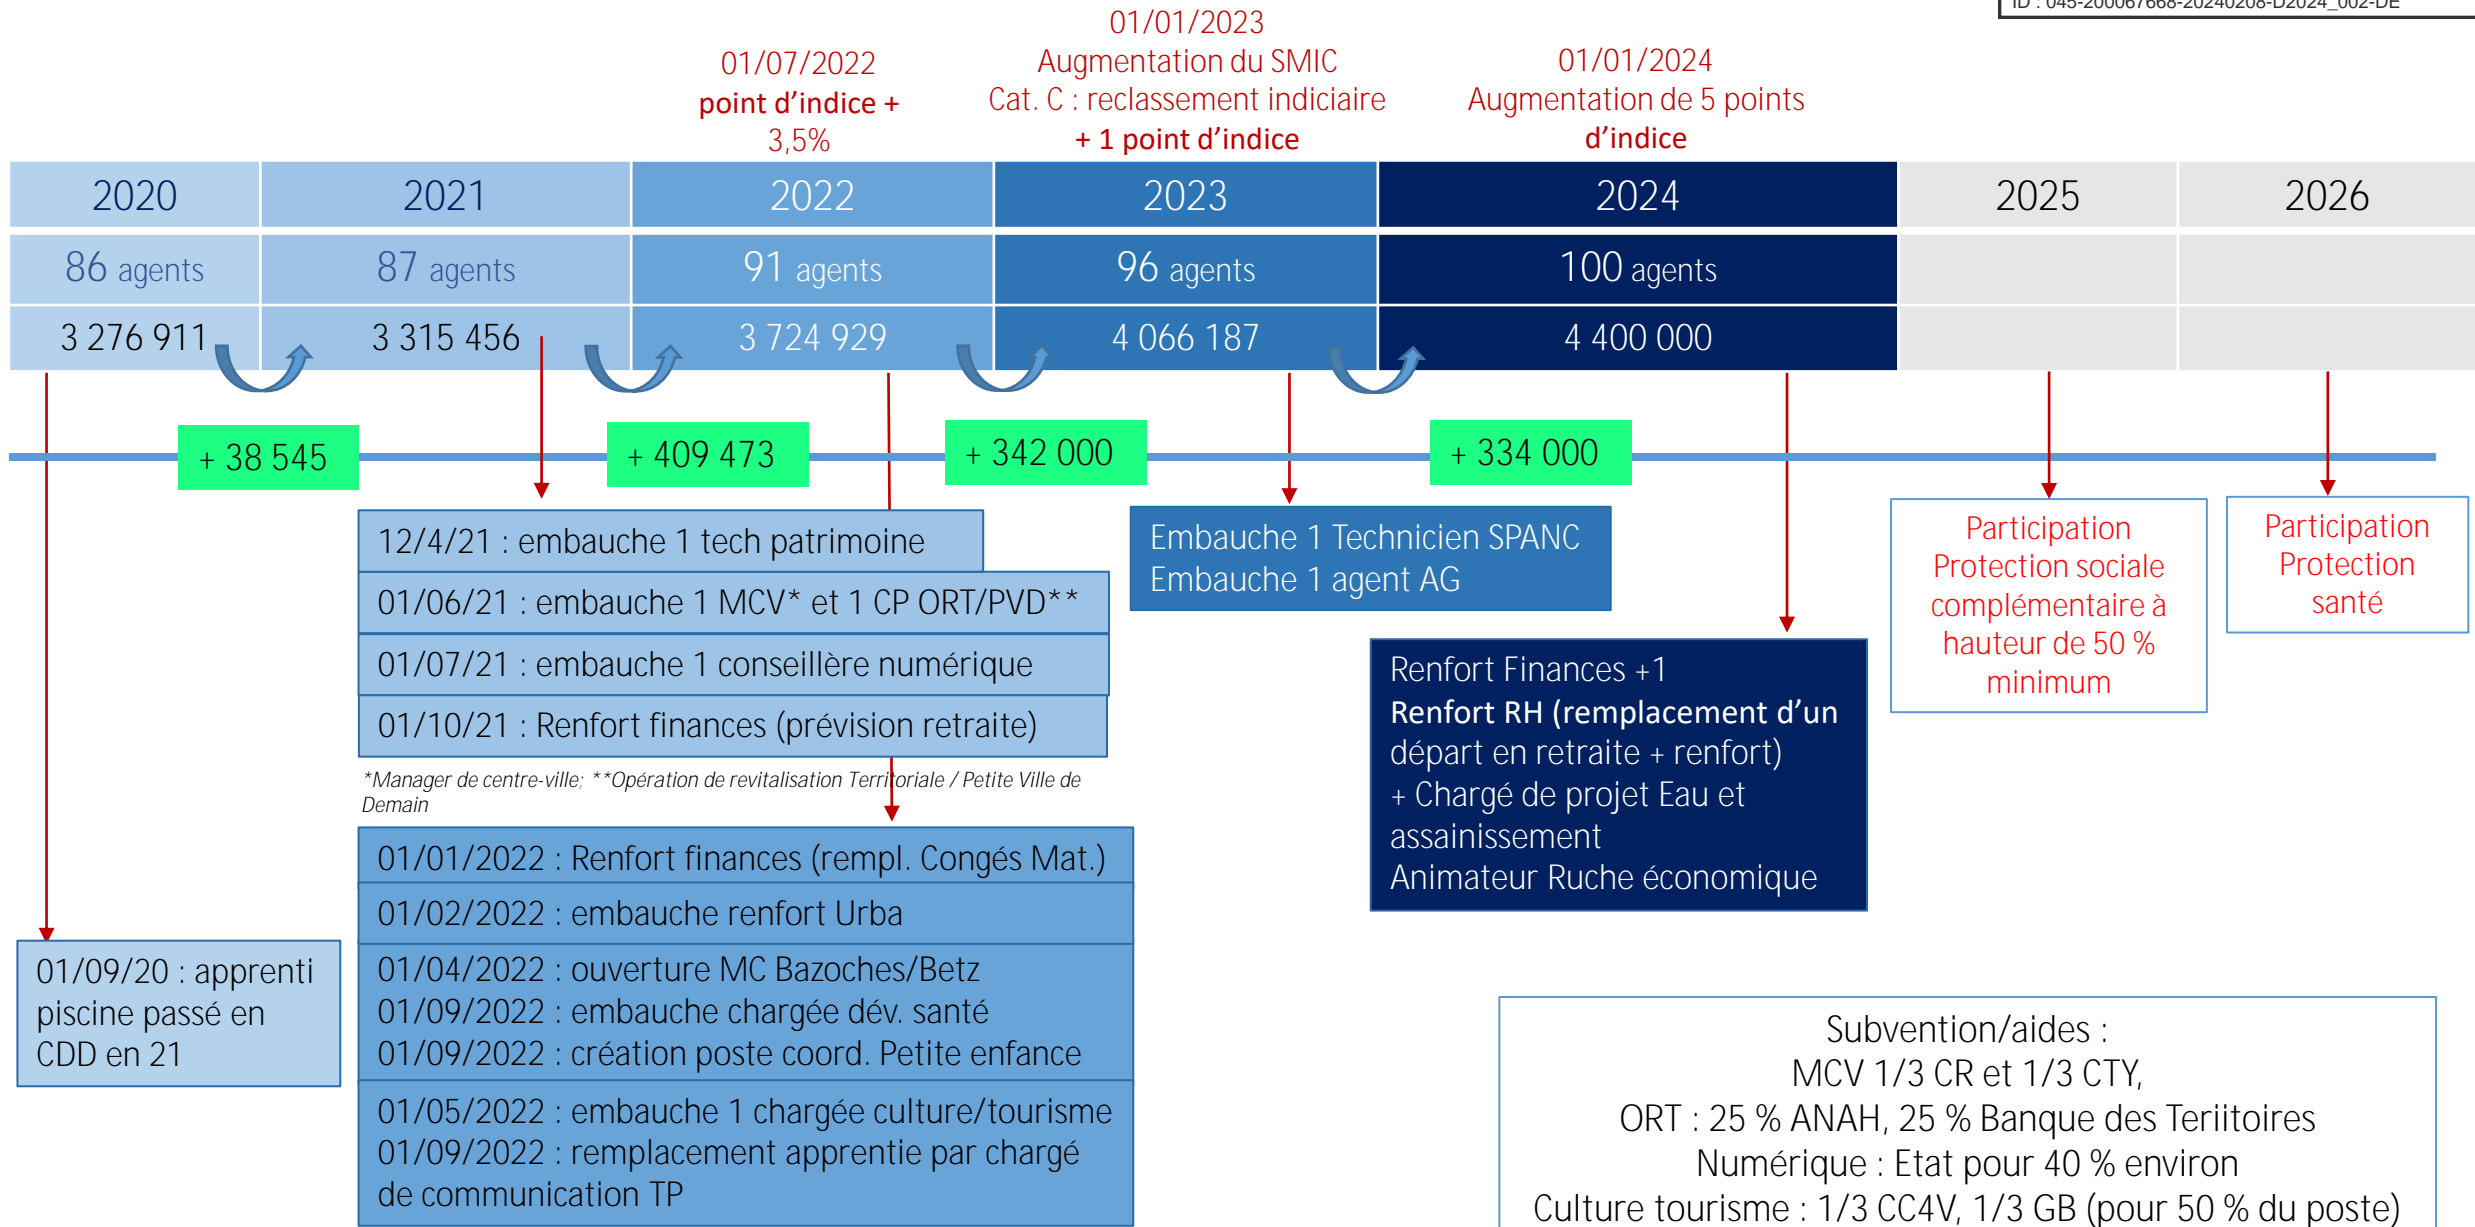 ID : 045-200067668-20240208-D2024_002-DE
01/07/2022
point d’indice +
3,5%
01/01/2023
Augmentation du SMIC
Cat. C : reclassement indiciaire
+ 1 point d’indice
01/01/2024
Augmentation de 5 points
d’indice
2020 2021 2022 2023 2024 2025 2026
86 agents 87 agents 91 agents 96 agents 100 agents
3 276 911 3 315 456 3 724 929 4 066 187 4 400 000
+ 38 545 + 409 473 + 342 000 + 334 000
12/4/21 : embauche 1 tech patrimoine
01/06/21 : embauche 1 MCV* et 1 CP ORT/PVD**
01/07/21 : embauche 1 conseillère numérique
01/10/21 : Renfort finances (prévision retraite)
*Manager de centre-ville; **Opération de revitalisation Territoriale / Petite Ville de
Demain
01/01/2022 : Renfort finances (rempl. Congés Mat.)
01/02/2022 : embauche renfort Urba
01/04/2022 : ouverture MC Bazoches/Betz
01/09/2022 : embauche chargée dév. santé
01/09/2022 : création poste coord. Petite enfance
01/05/2022 : embauche 1 chargée culture/tourisme
01/09/2022 : remplacement apprentie par chargé
de communication TP
01/09/20 : apprenti
piscine passé en
CDD en 21
Embauche 1 Technicien SPANC
Embauche 1 agent AG
Renfort Finances +1
Renfort RH (remplacement d’un
départ en retraite + renfort)
+ Chargé de projet Eau et
assainissement
Animateur Ruche économique
Participation
Protection sociale
complémentaire à
hauteur de 50 %
minimum
Participation
Protection
santé
Subvention/aides :
MCV 1/3 CR et 1/3 CTY,
ORT : 25 % ANAH, 25 % Banque des Teriitoires
Numérique : Etat pour 40 % environ
Culture tourisme : 1/3 CC4V, 1/3 GB (pour 50 % du poste)